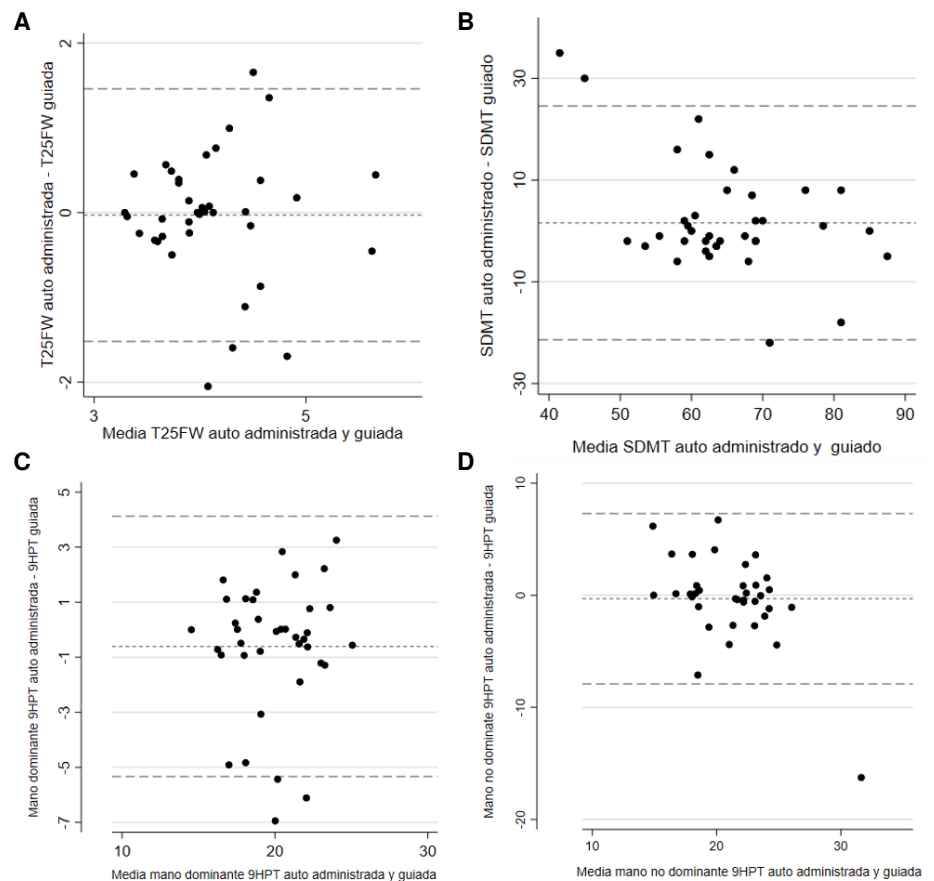 A
T25FW auto administrada - T25FW guiada
2
0
-2
3
5
Media T25FW auto administrada y guiada
B
SDMT auto administrado - SDMT guiado
30
10
-10
-30
40
50
60
70
80
90
Media SDMT auto administrado y guiado
C
Mano dominante 9HPT auto administrada - 9HPT guiada
5
3
1
-1
-3
-5
-7
10
20
30
Media mano dominante 9HPT auto administrada y guiada
D
Mano no dominate 9HPT auto administrada - 9HPT guiada
10
0
-10
-20
10
20
30
Media mano no dominante 9HPT auto administrada y guiada